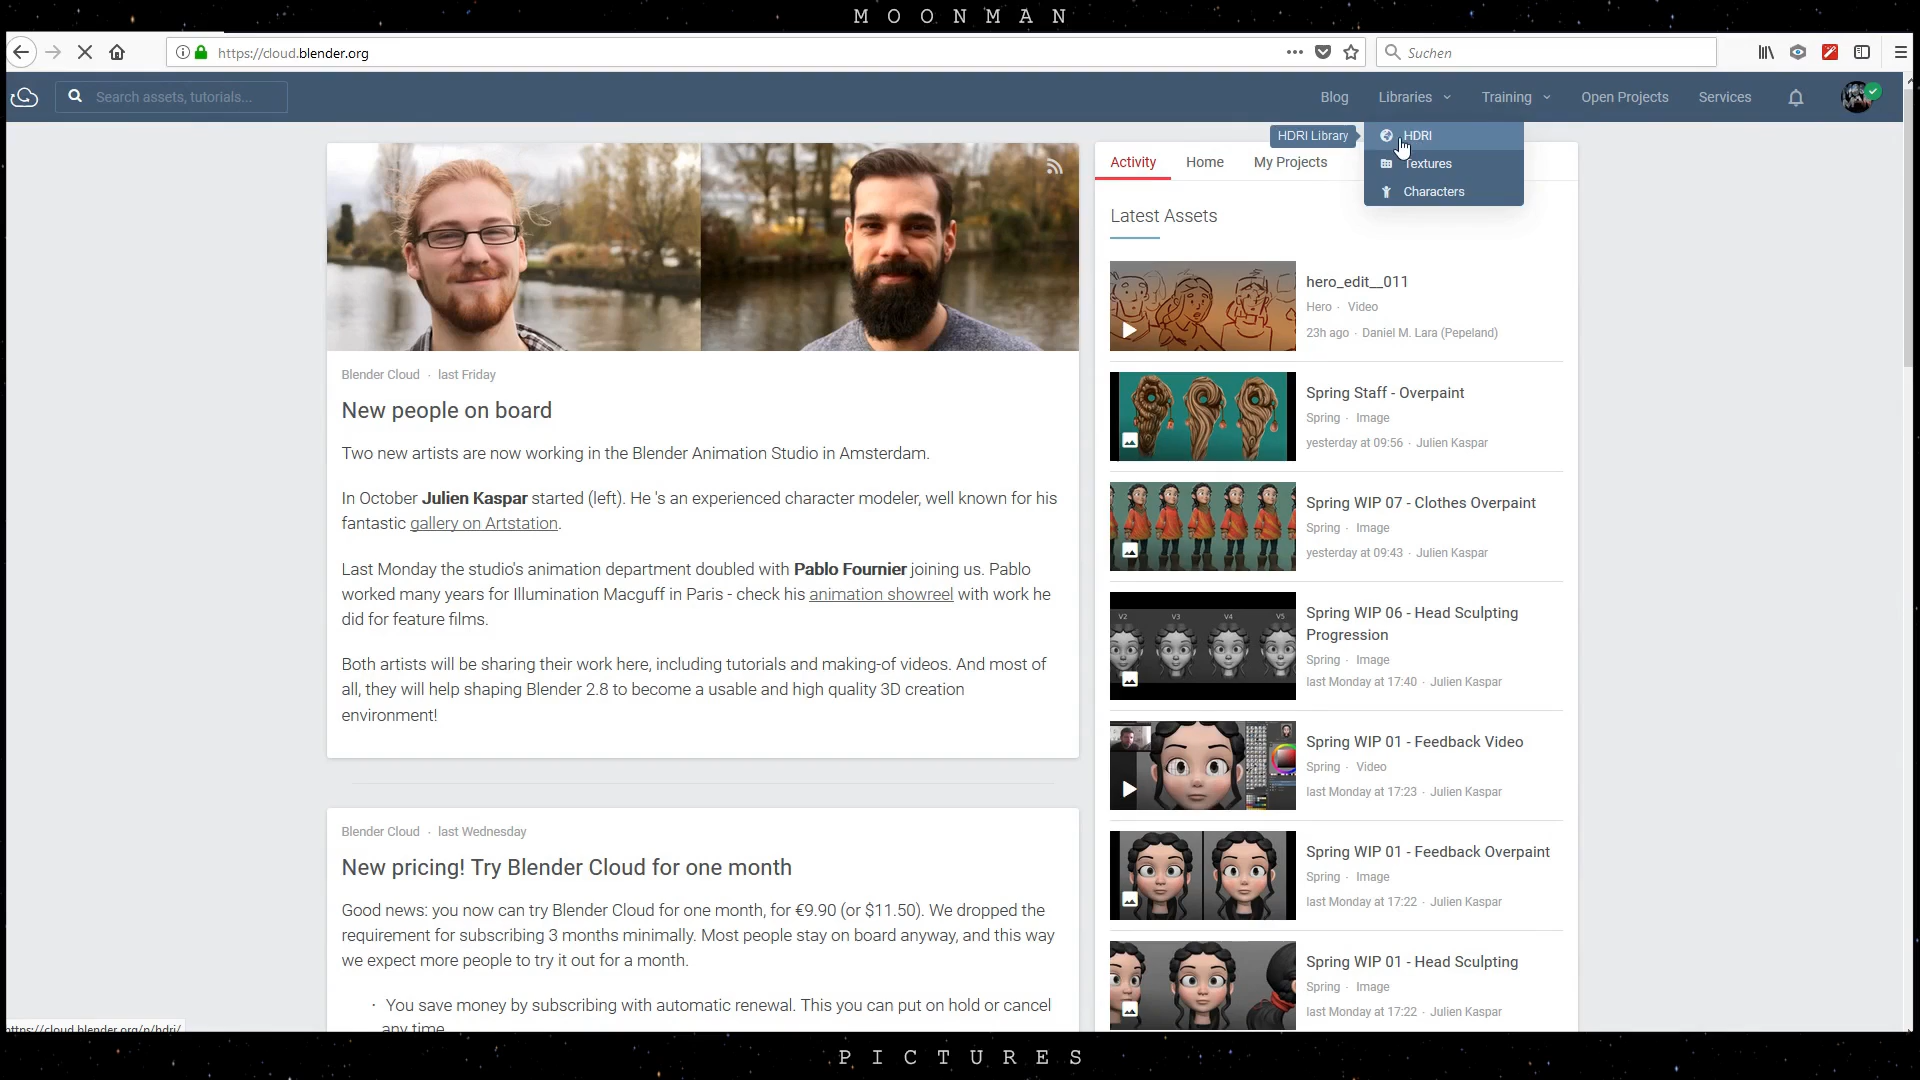 MOONMAN
https://cloud.blender.org
Suchen
Search assets, tutorials...
Blog
Libraries
Training
Open Projects
Services
HDRI Library
HDRI
Textures
Characters
Activity
Home
My Projects
Blender Cloud · last Friday
New people on board
Two new artists are now working in the Blender Animation Studio in Amsterdam.
In October Julien Kaspar started (left). He 's an experienced character modeler, well known for his
fantastic gallery on Artstation.
Last Monday the studio's animation department doubled with Pablo Fournier joining us. Pablo
worked many years for Illumination Macguff in Paris - check his animation showreel with work he
did for feature films.
Both artists will be sharing their work here, including tutorials and making-of videos. And most of
all, they will help shaping Blender 2.8 to become a usable and high quality 3D creation
environment!
Blender Cloud · last Wednesday
New pricing! Try Blender Cloud for one month
Good news: you now can try Blender Cloud for one month, for €9.90 (or $11.50). We dropped the
requirement for subscribing 3 months minimally. Most people stay on board anyway, and this way
we expect more people to try it out for a month.
· You save money by subscribing with automatic renewal. This you can put on hold or cancel
any time
Latest Assets
hero_edit__011
Hero · Video
23h ago · Daniel M. Lara (Pepeland)
Spring Staff - Overpaint
Spring · Image
yesterday at 09:56 · Julien Kaspar
Spring WIP 07 - Clothes Overpaint
Spring · Image
yesterday at 09:43 · Julien Kaspar
V2 V3 V4 V5
Spring WIP 06 - Head Sculpting
Progression
Spring · Image
last Monday at 17:40 · Julien Kaspar
Spring WIP 01 - Feedback Video
Spring · Video
last Monday at 17:23 · Julien Kaspar
Spring WIP 01 - Feedback Overpaint
Spring · Image
last Monday at 17:22 · Julien Kaspar
Spring WIP 01 - Head Sculpting
Spring · Image
last Monday at 17:22 · Julien Kaspar
https://cloud.blender.org/p/hdri/
PICTURES